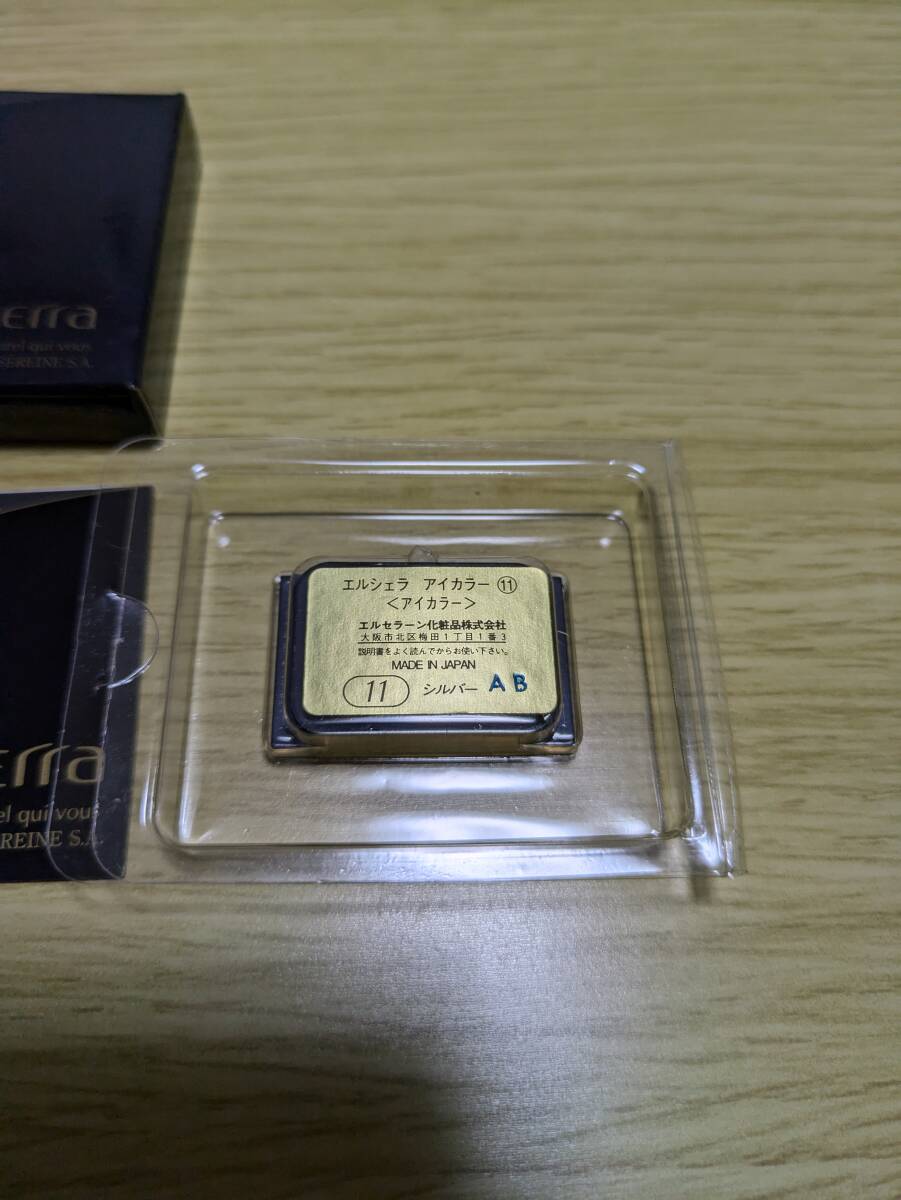 erra
arel qui vous
SEREINE S.A.
エルシェラ アイカラー ⑪
＜アイカラー＞
エルセラーン化粧品株式会社
大阪市北区梅田1丁目1番3
説明書をよく読んでからお使い下さい。
MADE IN JAPAN
11 シルバー AB
erra
el qui vous
EREINE S.A.